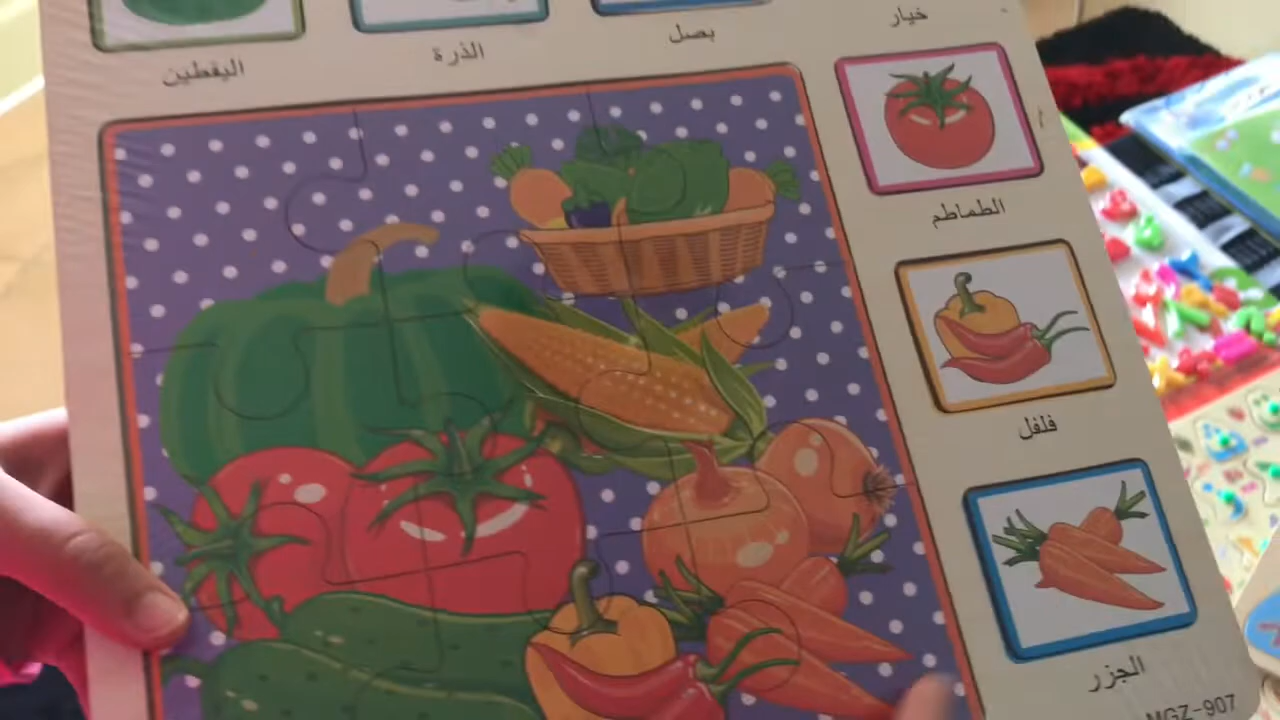 اليقطين
الذرة
بصل
خيار
الطماطم
فلفل
الجزر
MGZ-907